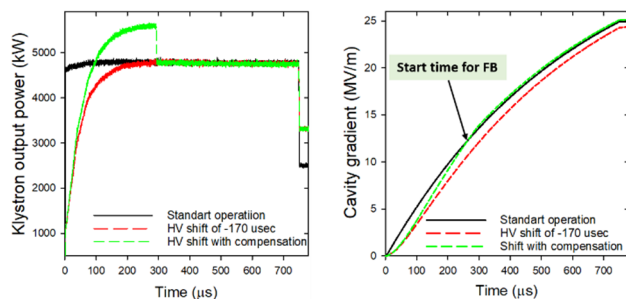 Klystron output power (kW)
5000
4000
3000
2000
1000
Standart operatiion
HV shift of -170 usec
HV shift with compensation
0 100 200 300 400 500 600 700
Time (µs)
Cavity gradient (MV/m)
25
20
15
10
5
0
Start time for FB
Standart operation
HV shift of -170 usec
Shift with compensation
0 100 200 300 400 500 600 700
Time (µs)